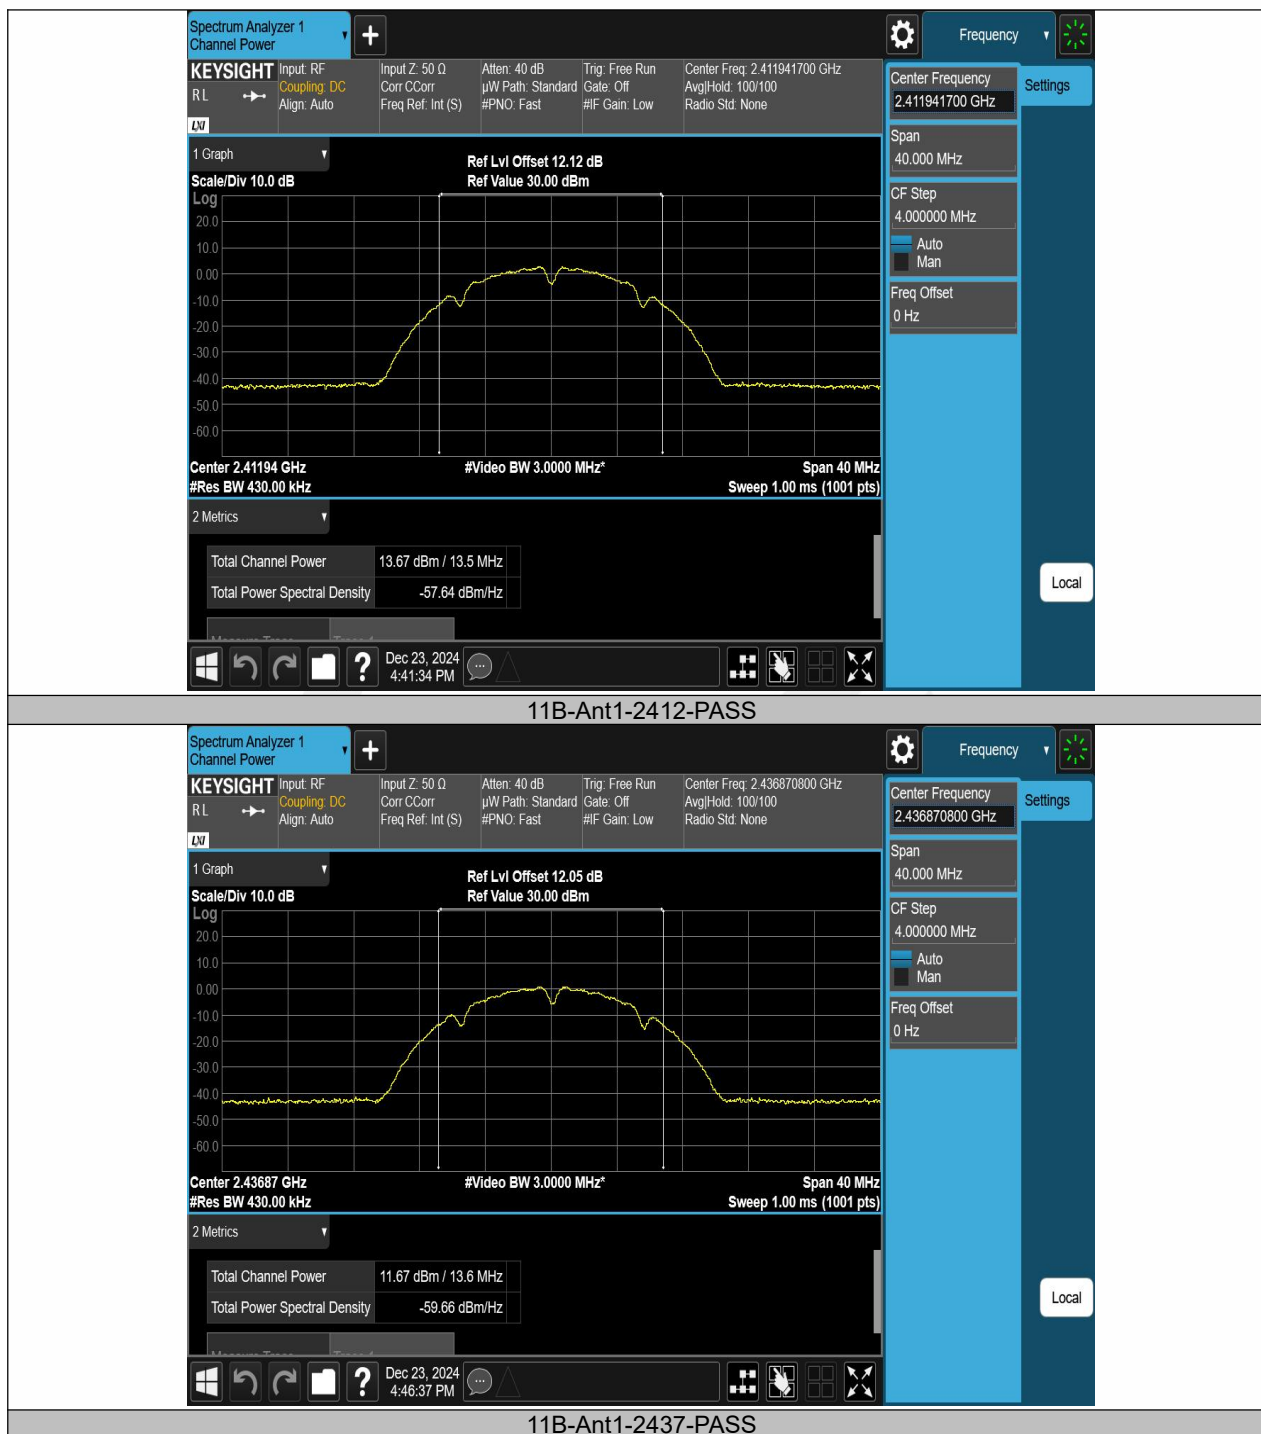 Spectrum Analyzer 1
Channel Power
+
Frequency
KEYSIGHT
R L
LXI
Input: RF
Coupling: DC
Align: Auto
Input Z: 50 Ω
Corr CCorr
Freq Ref: Int (S)
Atten: 40 dB
µW Path: Standard
#PNO: Fast
Trig: Free Run
Gate: Off
#IF Gain: Low
Center Freq: 2.411941700 GHz
Avg|Hold: 100/100
Radio Std: None
Center Frequency
2.411941700 GHz
Settings
Span
40.000 MHz
CF Step
4.000000 MHz
Auto
Man
Freq Offset
0 Hz
Local
1 Graph
Scale/Div 10.0 dB
Ref Lvl Offset 12.12 dB
Ref Value 30.00 dBm
Log
20.0
10.0
0.00
-10.0
-20.0
-30.0
-40.0
-50.0
-60.0
Center 2.41194 GHz
#Video BW 3.0000 MHz*
Span 40 MHz
#Res BW 430.00 kHz
Sweep 1.00 ms (1001 pts)
2 Metrics
Total Channel Power 13.67 dBm / 13.5 MHz
Total Power Spectral Density -57.64 dBm/Hz
?
Dec 23, 2024
4:41:34 PM
11B-Ant1-2412-PASS
Spectrum Analyzer 1
Channel Power
+
Frequency
KEYSIGHT
R L
LXI
Input: RF
Coupling: DC
Align: Auto
Input Z: 50 Ω
Corr CCorr
Freq Ref: Int (S)
Atten: 40 dB
µW Path: Standard
#PNO: Fast
Trig: Free Run
Gate: Off
#IF Gain: Low
Center Freq: 2.436870800 GHz
Avg|Hold: 100/100
Radio Std: None
Center Frequency
2.436870800 GHz
Settings
Span
40.000 MHz
CF Step
4.000000 MHz
Auto
Man
Freq Offset
0 Hz
Local
1 Graph
Scale/Div 10.0 dB
Ref Lvl Offset 12.05 dB
Ref Value 30.00 dBm
Log
20.0
10.0
0.00
-10.0
-20.0
-30.0
-40.0
-50.0
-60.0
Center 2.43687 GHz
#Video BW 3.0000 MHz*
Span 40 MHz
#Res BW 430.00 kHz
Sweep 1.00 ms (1001 pts)
2 Metrics
Total Channel Power 11.67 dBm / 13.6 MHz
Total Power Spectral Density -59.66 dBm/Hz
?
Dec 23, 2024
4:46:37 PM
11B-Ant1-2437-PASS